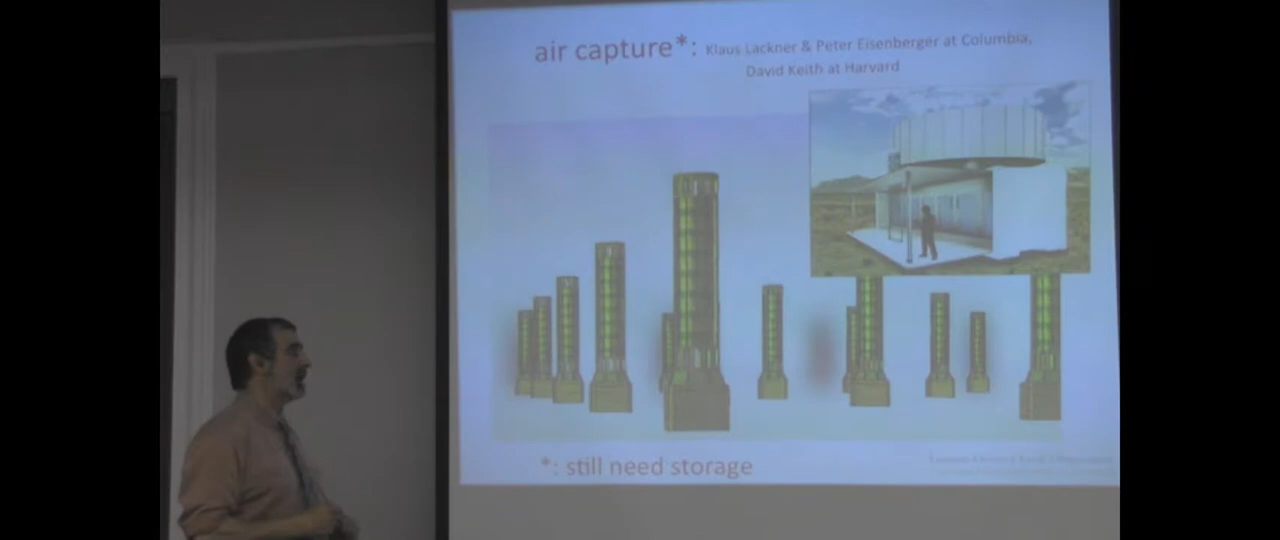 air capture*: Klaus Lackner & Peter Eisenberger at Columbia,
David Keith at Harvard
*: still need storage